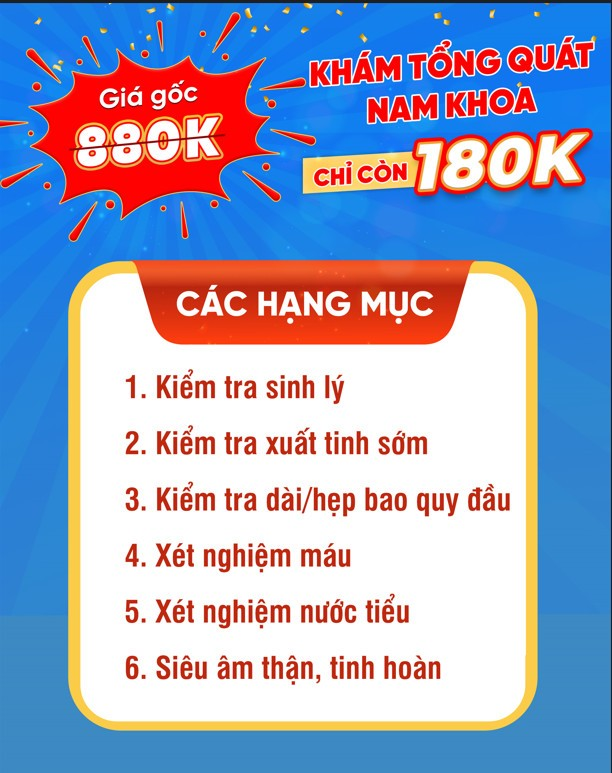 Giá gốc
880K
KHÁM TỔNG QUÁT
NAM KHOA
CHỈ CÒN 180K
CÁC HẠNG MỤC
1. Kiểm tra sinh lý
2. Kiểm tra xuất tinh sớm
3. Kiểm tra dài/hẹp bao quy đầu
4. Xét nghiệm máu
5. Xét nghiệm nước tiểu
6. Siêu âm thận, tinh hoàn